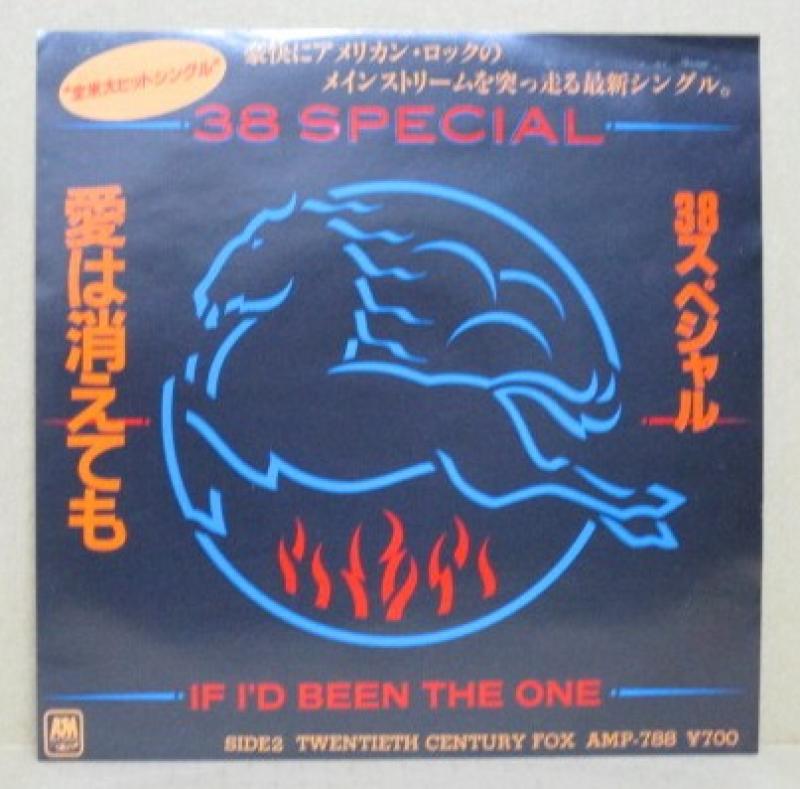 "全米大ヒットシングル"
豪快にアメリカン・ロックの
メインストリームを突っ走る最新シングル。
38 SPECIAL
愛は消えても
38スペシャル
IF I'D BEEN THE ONE
A&M
SIDE2 TWENTIETH CENTURY FOX AMP-788 ¥700